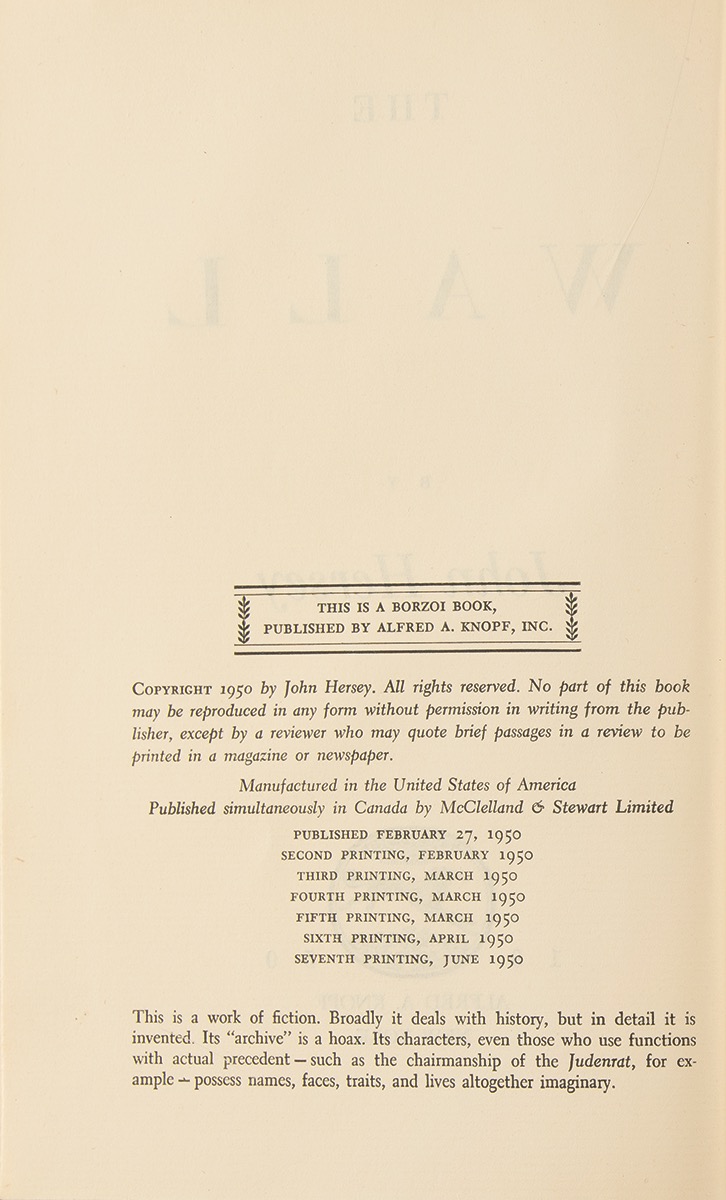 THE
WALL
BY
John Hersey
THIS IS A BORZOI BOOK,
PUBLISHED BY ALFRED A. KNOPF, INC.
COPYRIGHT 1950 by John Hersey. All rights reserved. No part of this book
may be reproduced in any form without permission in writing from the pub-
lisher, except by a reviewer who may quote brief passages in a review to be
printed in a magazine or newspaper.
Manufactured in the United States of America
Published simultaneously in Canada by McClelland & Stewart Limited
PUBLISHED FEBRUARY 27, 1950
SECOND PRINTING, FEBRUARY 1950
THIRD PRINTING, MARCH 1950
FOURTH PRINTING, MARCH 1950
FIFTH PRINTING, MARCH 1950
SIXTH PRINTING, APRIL 1950
SEVENTH PRINTING, JUNE 1950
This is a work of fiction. Broadly it deals with history, but in detail it is
invented. Its “archive” is a hoax. Its characters, even those who use functions
with actual precedent — such as the chairmanship of the Judenrat, for ex-
ample — possess names, faces, traits, and lives altogether imaginary.